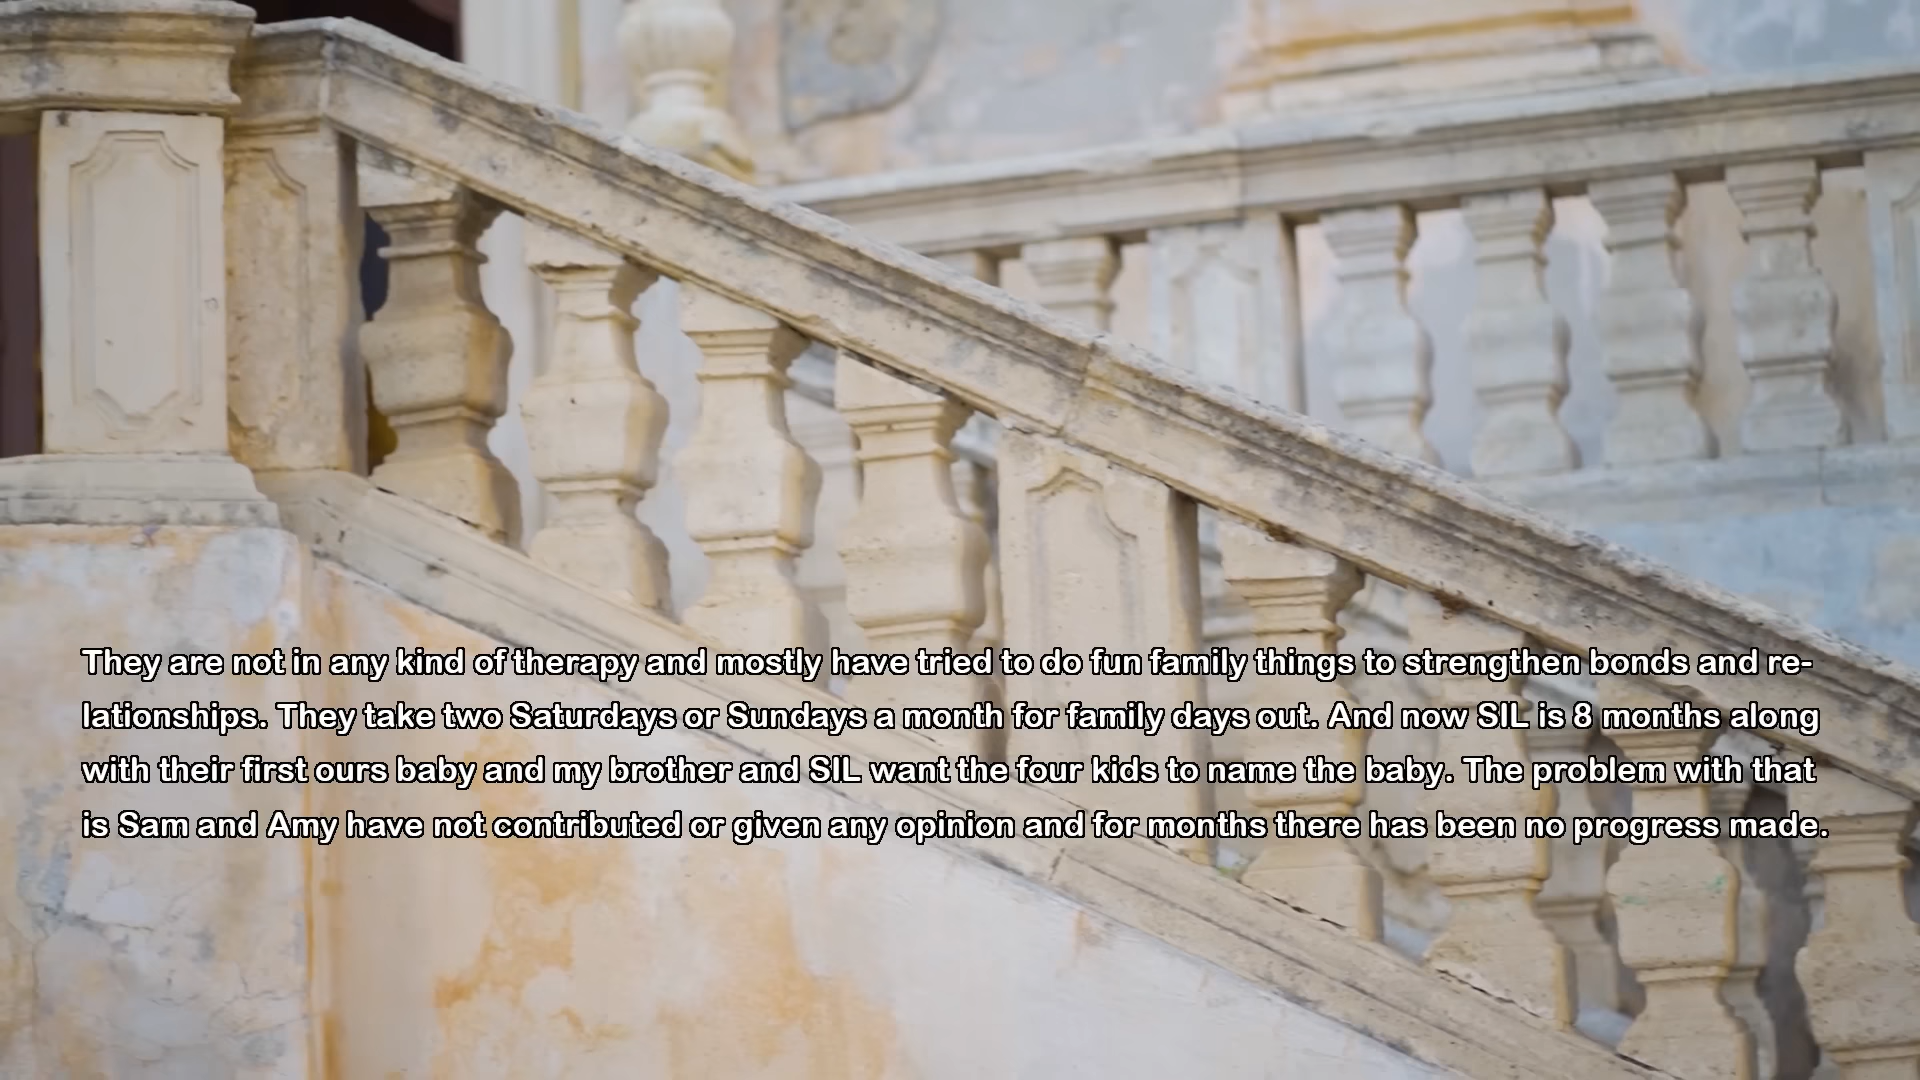 They are not in any kind of therapy and mostly have tried to do fun family things to strengthen bonds and re-
lationships. They take two Saturdays or Sundays a month for family days out. And now SIL is 8 months along
with their first ours baby and my brother and SIL want the four kids to name the baby. The problem with that
is Sam and Amy have not contributed or given any opinion and for months there has been no progress made.